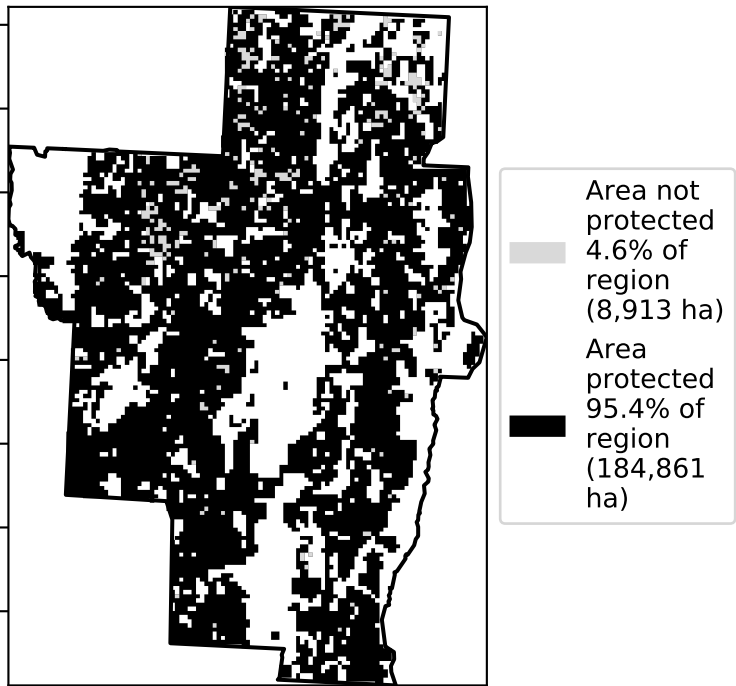 Area not
protected
4.6% of
region
(8,913 ha)
Area
protected
95.4% of
region
(184,861
ha)